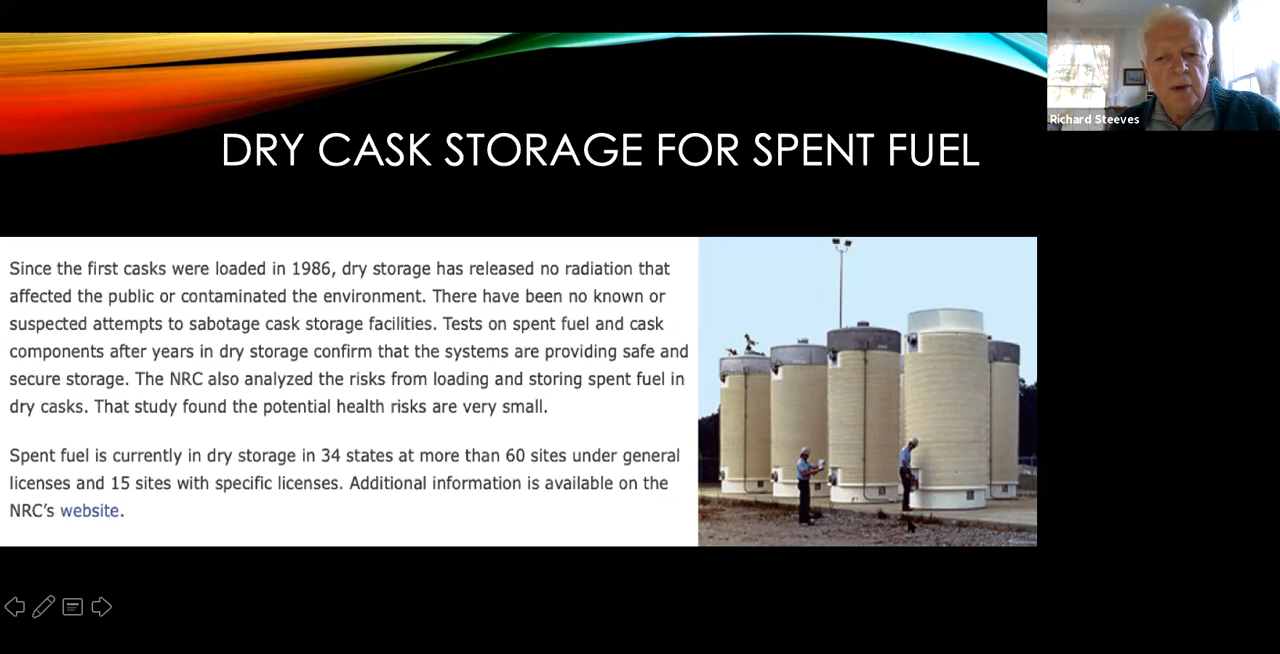 Richard Steeves
DRY CASK STORAGE FOR SPENT FUEL
Since the first casks were loaded in 1986, dry storage has released no radiation that
affected the public or contaminated the environment. There have been no known or
suspected attempts to sabotage cask storage facilities. Tests on spent fuel and cask
components after years in dry storage confirm that the systems are providing safe and
secure storage. The NRC also analyzed the risks from loading and storing spent fuel in
dry casks. That study found the potential health risks are very small.
Spent fuel is currently in dry storage in 34 states at more than 60 sites under general
licenses and 15 sites with specific licenses. Additional information is available on the
NRC’s website.